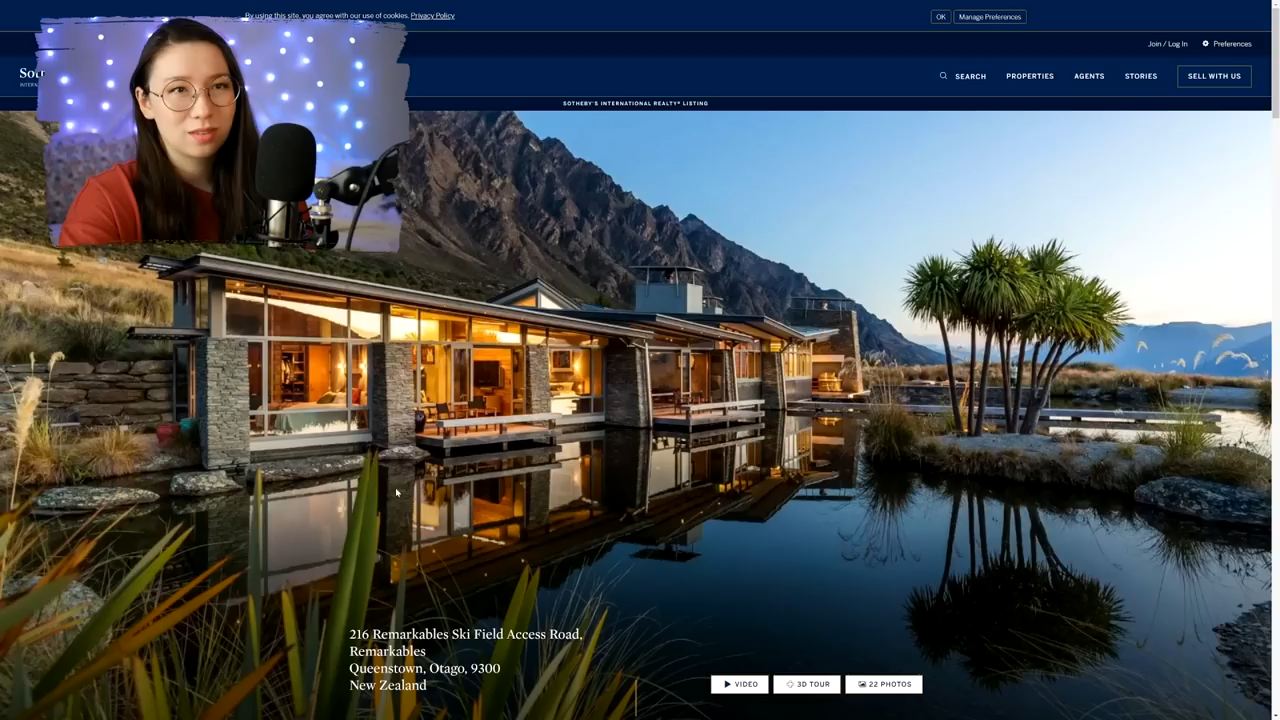 By using this site, you agree with our use of cookies. Privacy Policy
OK
Manage Preferences
Join / Log In
Preferences
SEARCH
PROPERTIES
AGENTS
STORIES
SELL WITH US
SOTHEBY'S INTERNATIONAL REALTY® LISTING
216 Remarkables Ski Field Access Road,
Remarkables
Queenstown, Otago, 9300
New Zealand
VIDEO
3D TOUR
22 PHOTOS